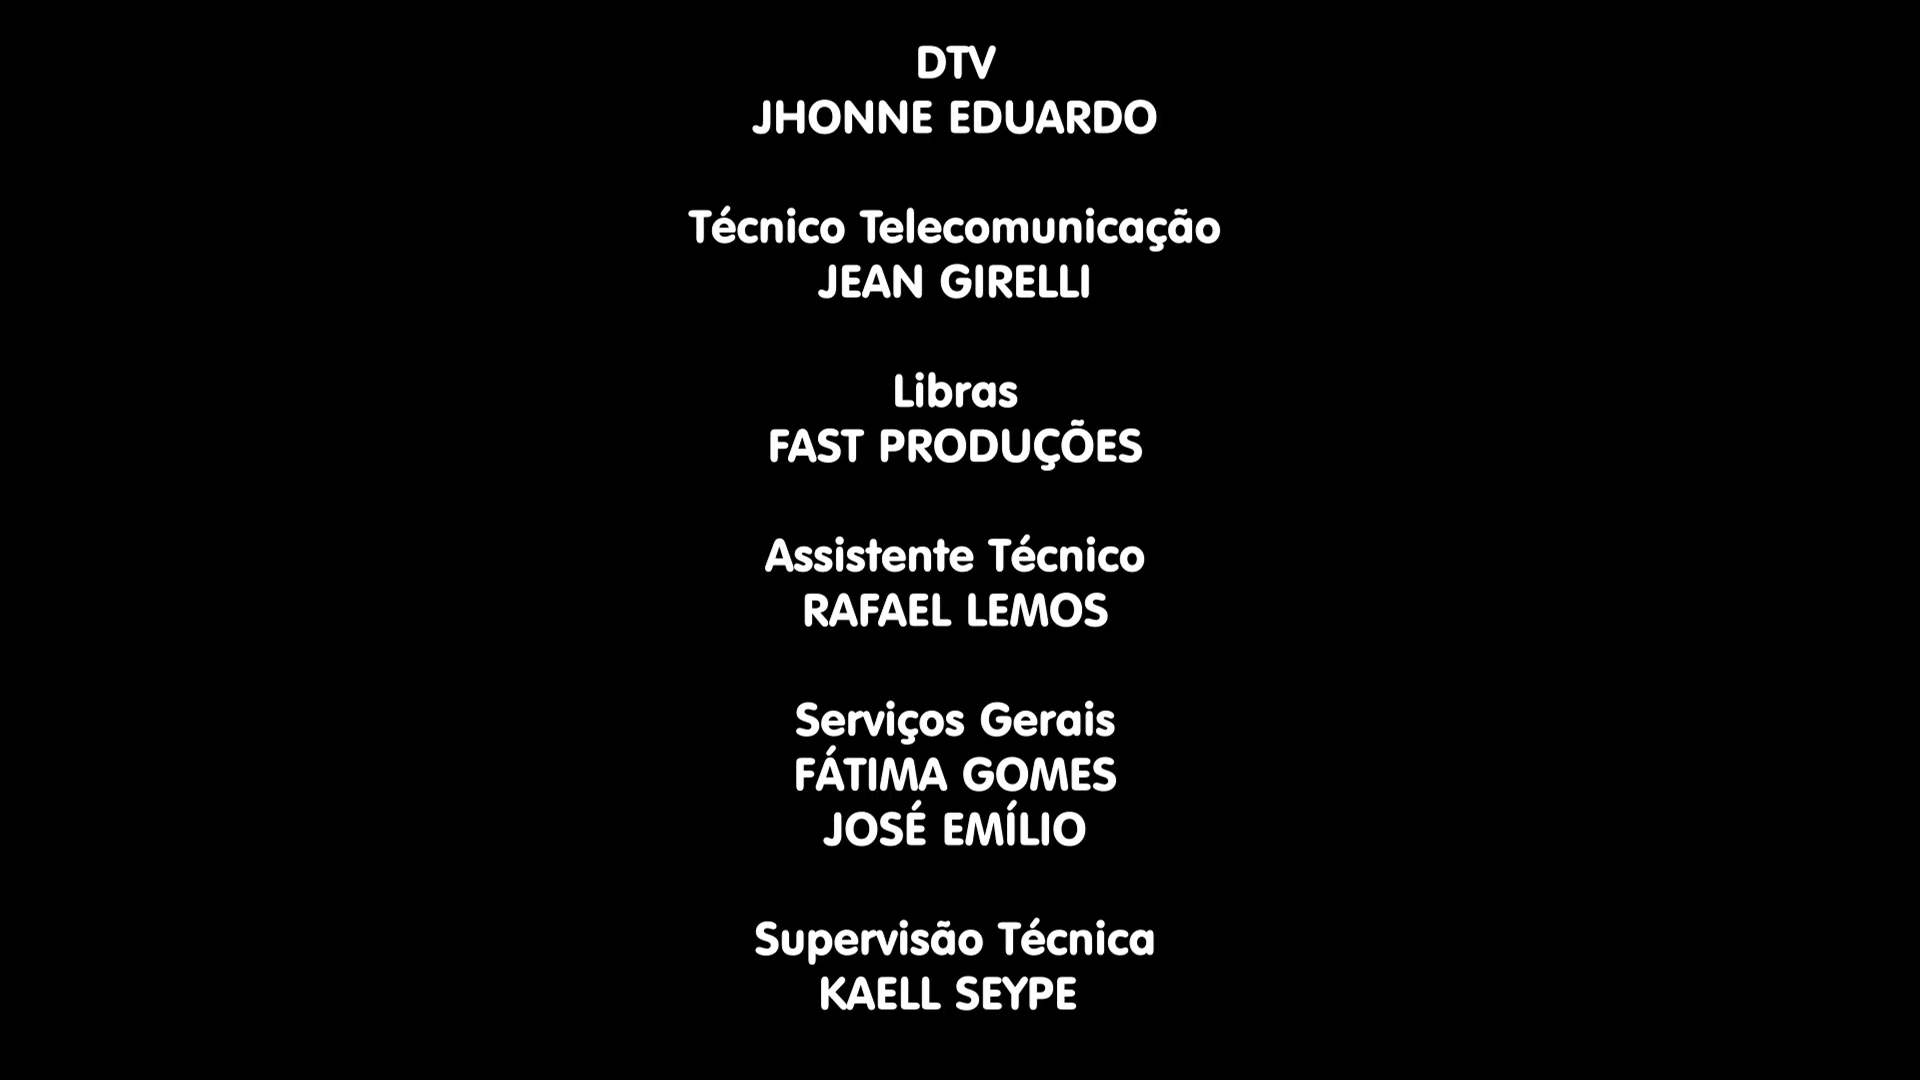 DTV
JHONNE EDUARDO
Técnico Telecomunicação
JEAN GIRELLI
Libras
FAST PRODUÇÕES
Assistente Técnico
RAFAEL LEMOS
Serviços Gerais
FÁTIMA GOMES
JOSÉ EMÍLIO
Supervisão Técnica
KAELL SEYPE